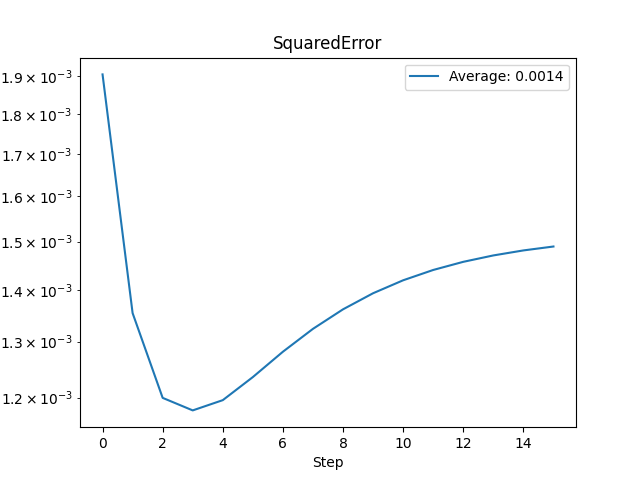 SquaredError
Average: 0.0014
1.9 × 10⁻³
1.8 × 10⁻³
1.7 × 10⁻³
1.6 × 10⁻³
1.5 × 10⁻³
1.4 × 10⁻³
1.3 × 10⁻³
1.2 × 10⁻³
0 2 4 6 8 10 12 14
Step